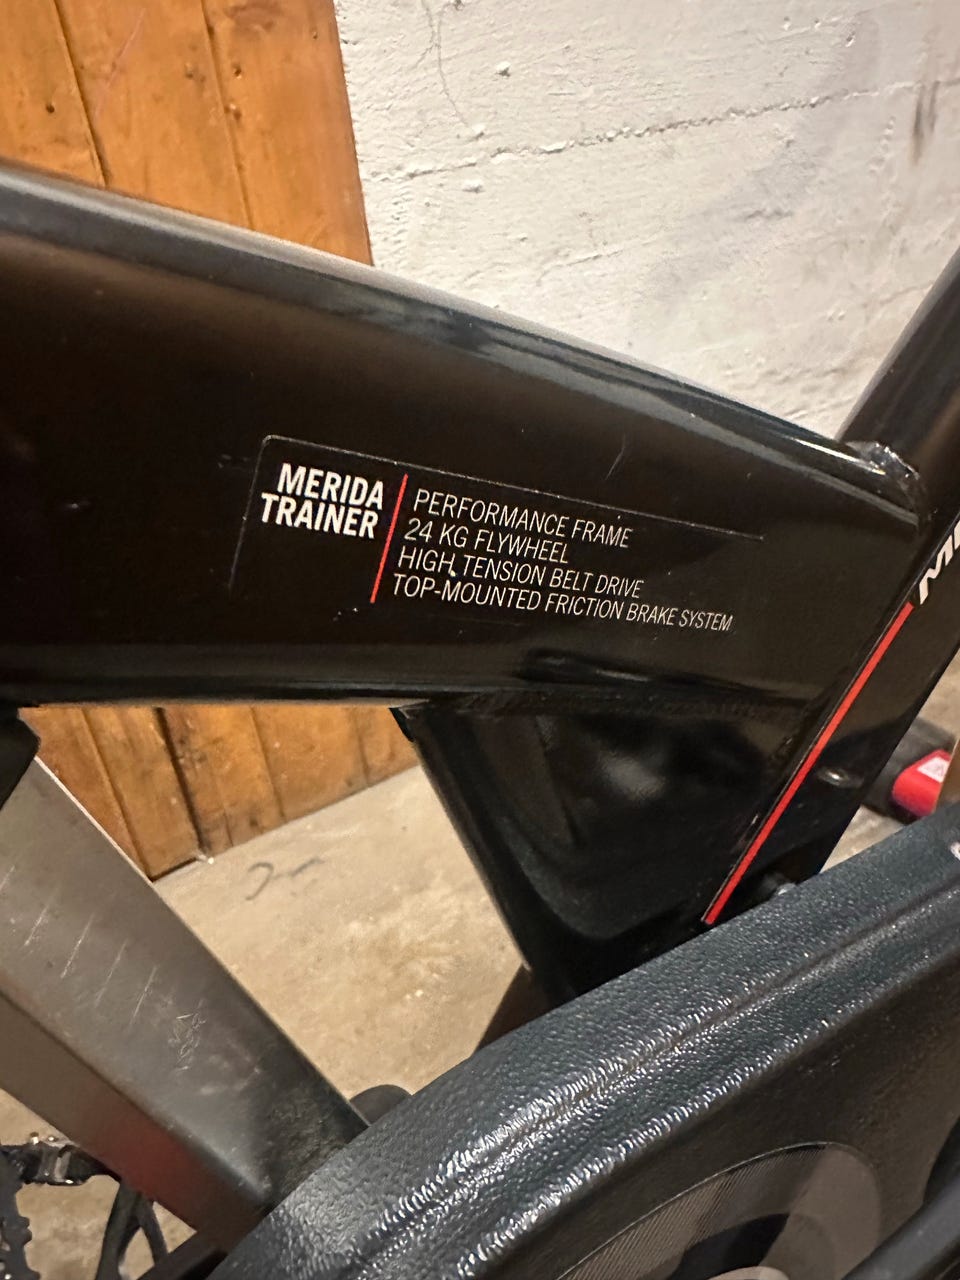 MERIDA
TRAINER
PERFORMANCE FRAME
24 KG FLYWHEEL
HIGH TENSION BELT DRIVE
TOP-MOUNTED FRICTION BRAKE SYSTEM